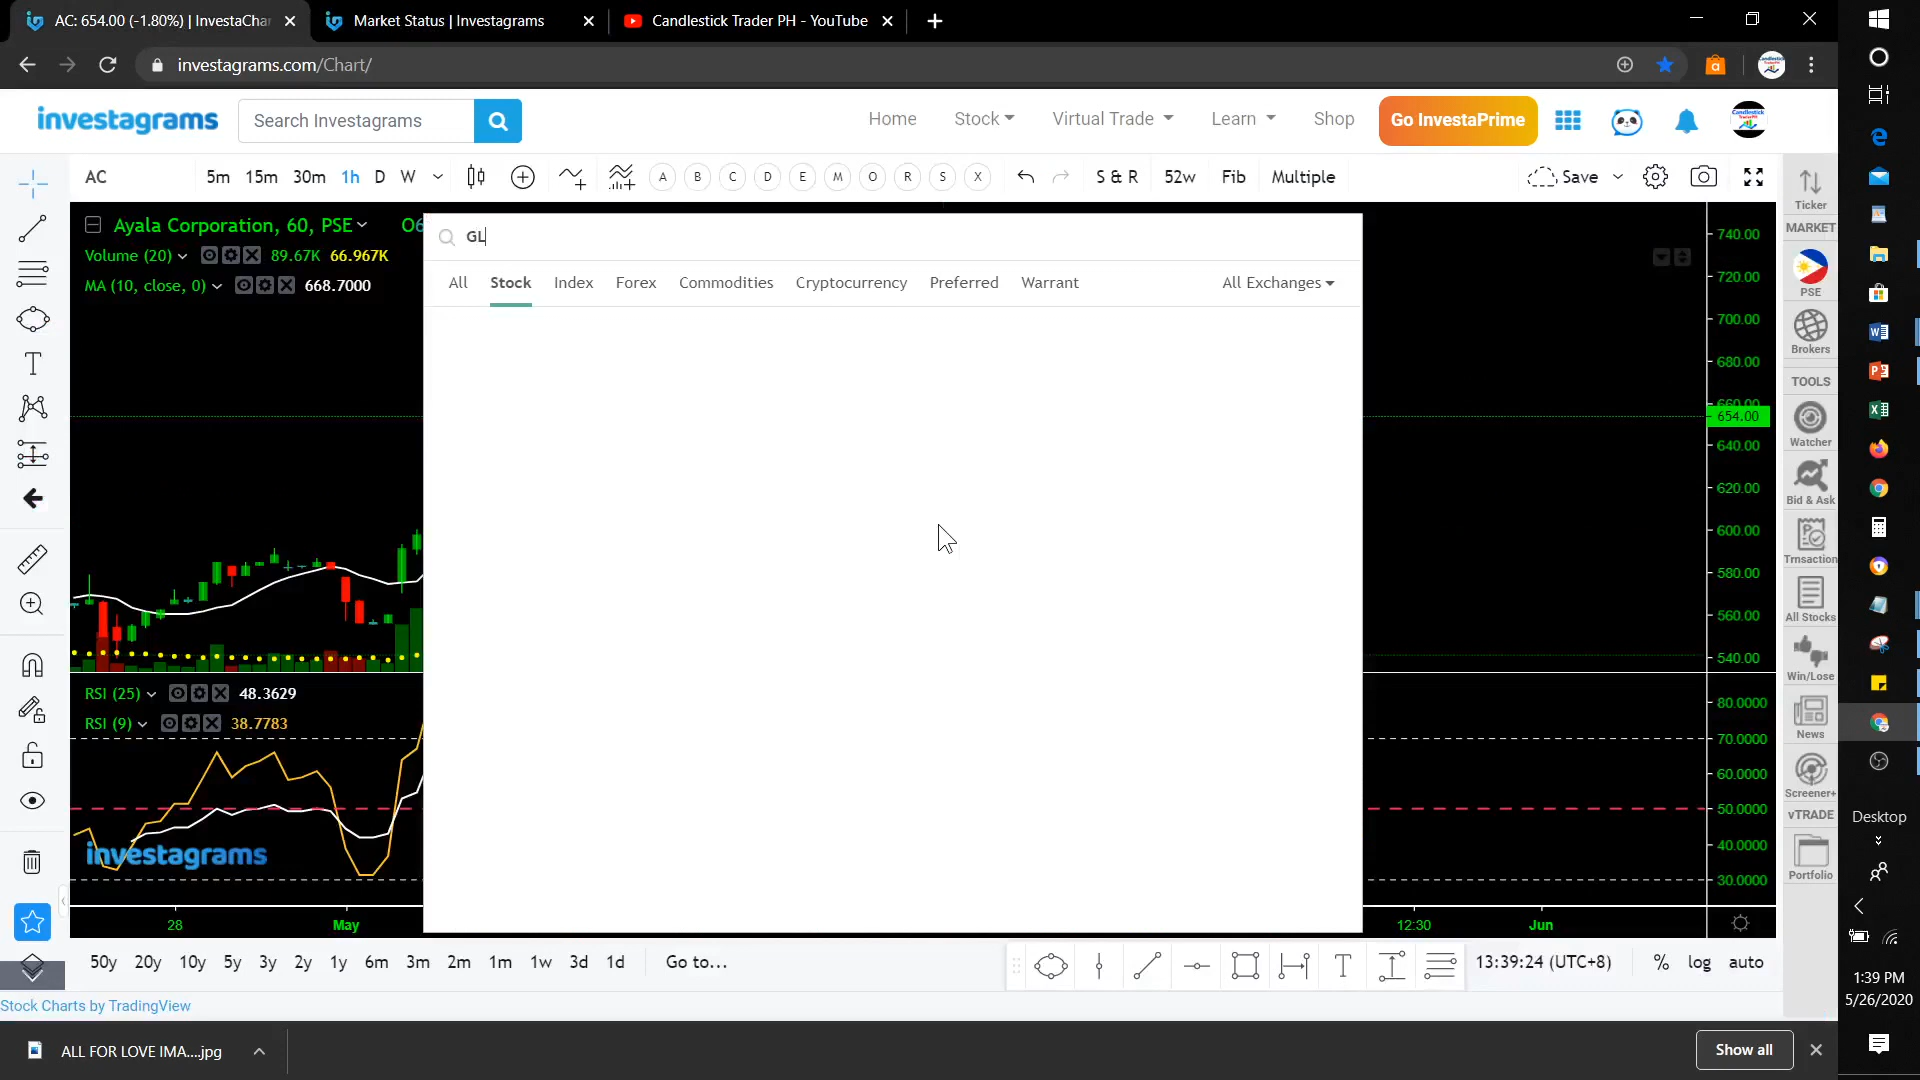 AC: 654.00 (-1.80%) | InvestaChar
Market Status | Investagrams
Candlestick Trader PH - YouTube
investagrams.com/Chart/
investagrams
Search Investagrams
Home
Stock
Virtual Trade
Learn
Shop
Go InvestaPrime
AC
5m 15m 30m 1h D W
A B C D E M O R S X
S & R
52w
Fib
Multiple
Save
Ayala Corporation, 60, PSE
O6
Volume (20) 89.67K 66.967K
MA (10, close, 0) 668.7000
GL
All Stock Index Forex Commodities Cryptocurrency Preferred Warrant All Exchanges
740.00
720.00
700.00
680.00
660.00
654.00
640.00
620.00
600.00
580.00
560.00
540.00
RSI (25) 48.3629
RSI (9) 38.7783
80.0000
70.0000
60.0000
50.0000
40.0000
30.0000
investagrams
28 May 12:30 Jun
50y 20y 10y 5y 3y 2y 1y 6m 3m 2m 1m 1w 3d 1d Go to...
13:39:24 (UTC+8) % log auto
Stock Charts by TradingView
Ticker
MARKET
PSE
Brokers
TOOLS
Watcher
Bid & Ask
Trnsaction
All Stocks
Win/Lose
News
Screener+
vTRADE
Portfolio
Desktop
1:39 PM
5/26/2020
ALL FOR LOVE IMA....jpg
Show all